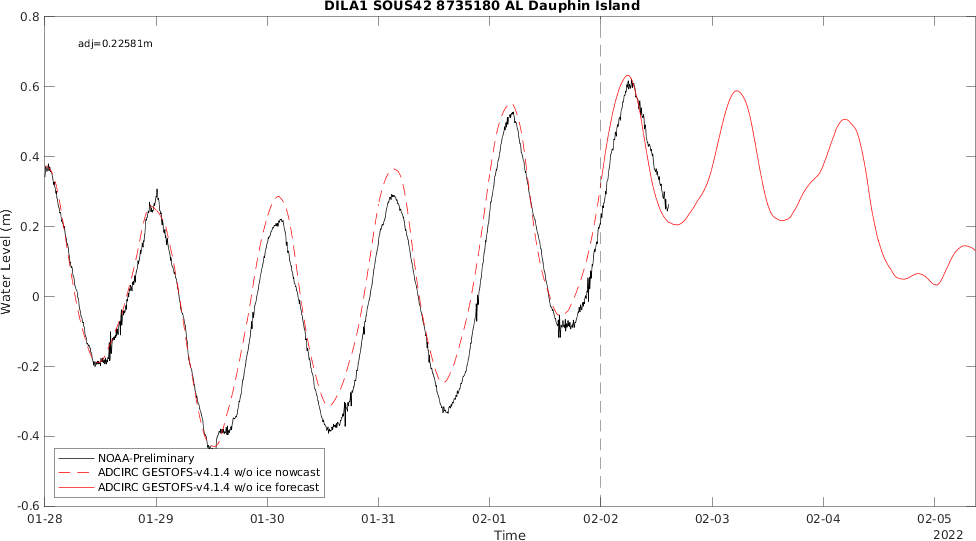 DILA1 SOUS42 8735180 AL Dauphin Island
adj=0.22581m
Water Level (m)
0.8
0.6
0.4
0.2
0
-0.2
-0.4
-0.6
NOAA-Preliminary
ADCIRC GESTOFS-v4.1.4 w/o ice nowcast
ADCIRC GESTOFS-v4.1.4 w/o ice forecast
01-28 01-29 01-30 01-31 02-01 02-02 02-03 02-04 02-05
Time
2022